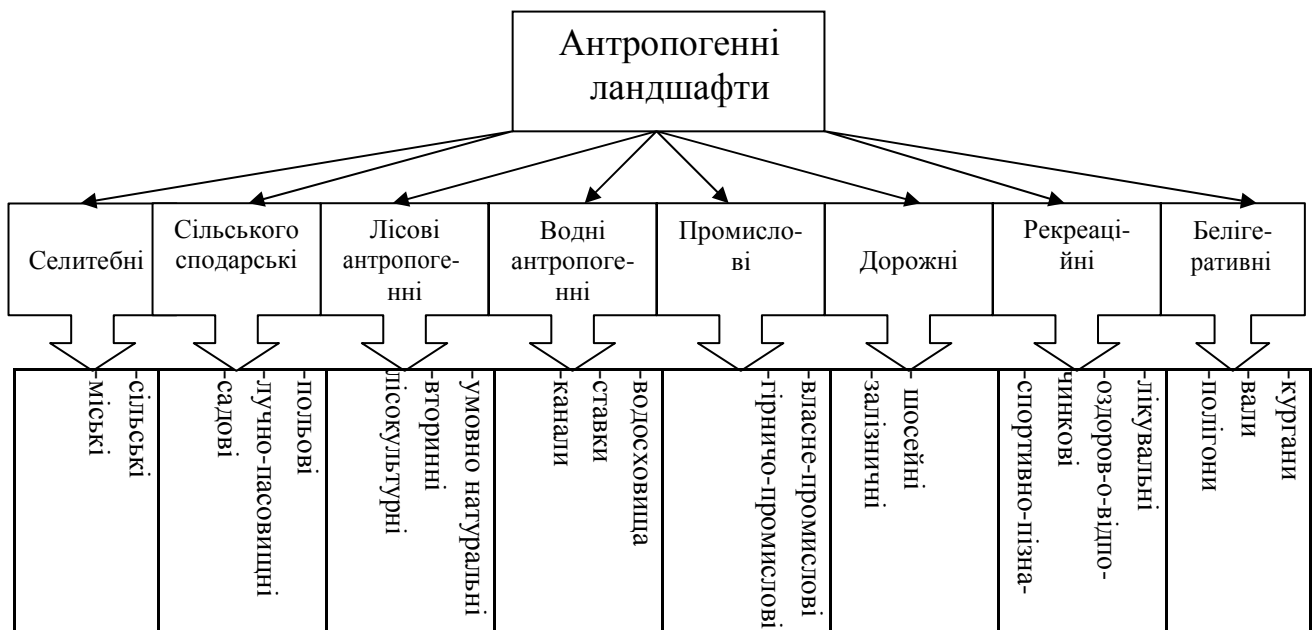 Антропогенні
ландшафти
Селитебні
Сільського
сподарські
Лісові
антропоге-
нні
Водні
антропоге-
нні
Промисло-
ві
Дорожні
Рекреаці-
йні
Беліге-
ративні
-сільські
-міські
-польові
-лучно-пасовищні
-садові
-умовно натуральні
-вторинні
-лісокультурні
-водосховища
-ставки
-канали
-власне-промислові
-гірничо-промислові
-шосейні
-залізничні
-лікувальні
-оздоров-о-відпо-
чинкові
-спортивно-пізна-
-кургани
-вали
-полігони